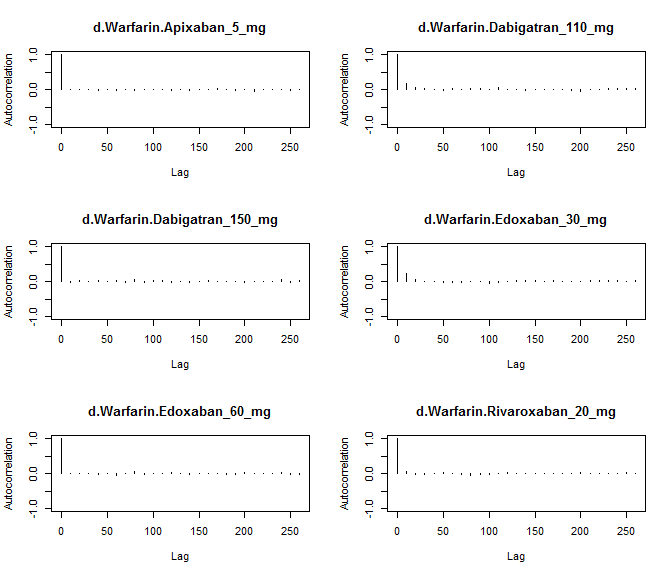 d.Warfarin.Apixaban_5_mg
Autocorrelation
1.0
0.0
-1.0
0 50 100 150 200 250
Lag
d.Warfarin.Dabigatran_110_mg
Autocorrelation
1.0
0.0
-1.0
0 50 100 150 200 250
Lag
d.Warfarin.Dabigatran_150_mg
Autocorrelation
1.0
0.0
-1.0
0 50 100 150 200 250
Lag
d.Warfarin.Edoxaban_30_mg
Autocorrelation
1.0
0.0
-1.0
0 50 100 150 200 250
Lag
d.Warfarin.Edoxaban_60_mg
Autocorrelation
1.0
0.0
-1.0
0 50 100 150 200 250
Lag
d.Warfarin.Rivaroxaban_20_mg
Autocorrelation
1.0
0.0
-1.0
0 50 100 150 200 250
Lag